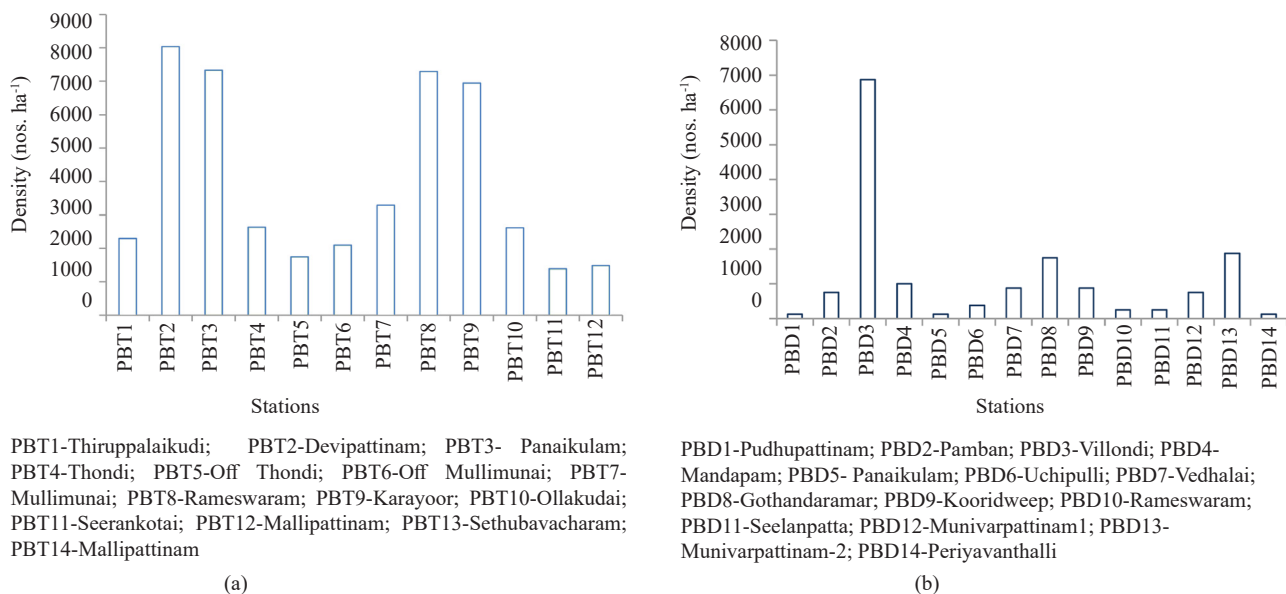 9000
8000
7000
6000
5000
4000
3000
2000
1000
0
Density (nos. ha-1)
PBT1
PBT2
PBT3
PBT4
PBT5
PBT6
PBT7
PBT8
PBT9
PBT10
PBT11
PBT12
Stations
PBT1-Thiruppalaikudi; PBT2-Devipattinam; PBT3- Panaikulam;
PBT4-Thondi; PBT5-Off Thondi; PBT6-Off Mullimunai; PBT7-
Mullimunai; PBT8-Rameswaram; PBT9-Karayoor; PBT10-Ollakudai;
PBT11-Seerankotai; PBT12-Mallipattinam; PBT13-Sethubavacharam;
PBT14-Mallipattinam
(a)
8000
7000
6000
7000
4000
7000
2000
1000
0
Density (nos. ha-1)
PBD1
PBD2
PBD3
PBD4
PBD5
PBD6
PBD7
PBD8
PBD9
PBD10
PBD11
PBD12
PBD13
PBD14
Stations
PBD1-Pudhupattinam; PBD2-Pamban; PBD3-Villondi; PBD4-
Mandapam; PBD5- Panaikulam; PBD6-Uchipulli; PBD7-Vedhalai;
PBD8-Gothandaramar; PBD9-Kooridweep; PBD10-Rameswaram;
PBD11-Seelanpatta; PBD12-Munivarpattinam1; PBD13-
Munivarpattinam-2; PBD14-Periyavanthalli
(b)